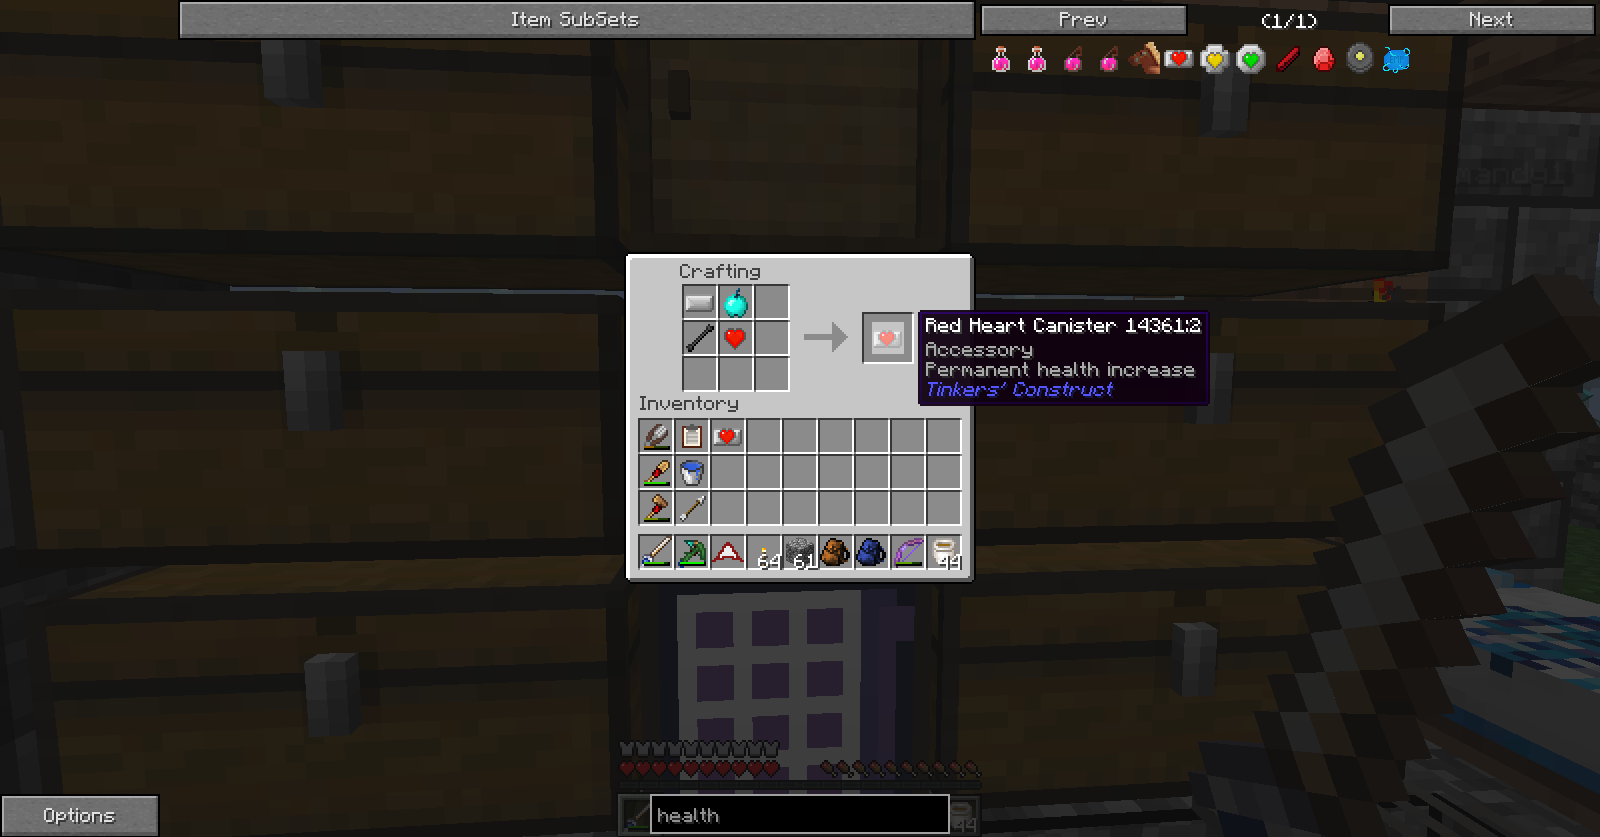 Item SubSets
Prev
(1/1)
Next
Crafting
Red Heart Canister 14361:2
Accessory
Permanent health increase
Tinkers' Construct
Inventory
64
61
44
44
Options
health